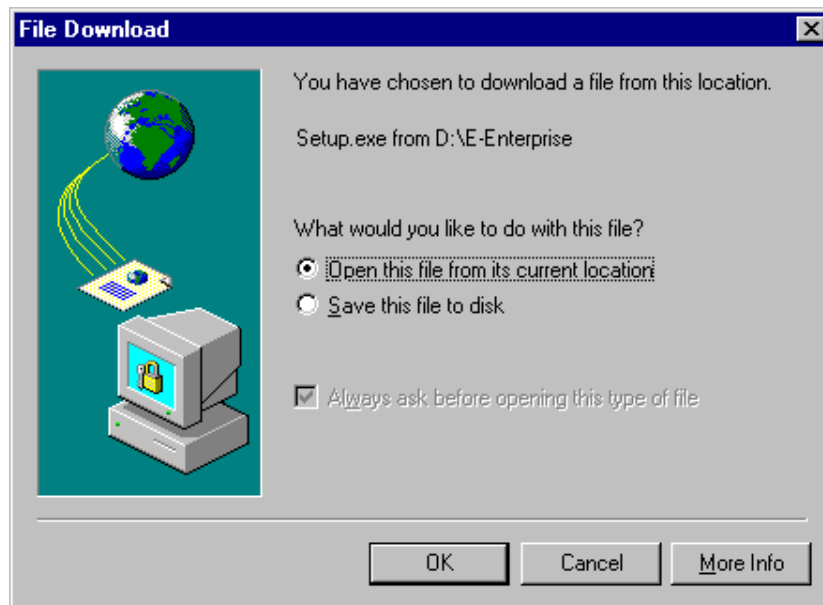 File Download
You have chosen to download a file from this location.
Setup.exe from D:\E-Enterprise
What would you like to do with this file?
Open this file from its current location
Save this file to disk
Always ask before opening this type of file
OK Cancel More Info